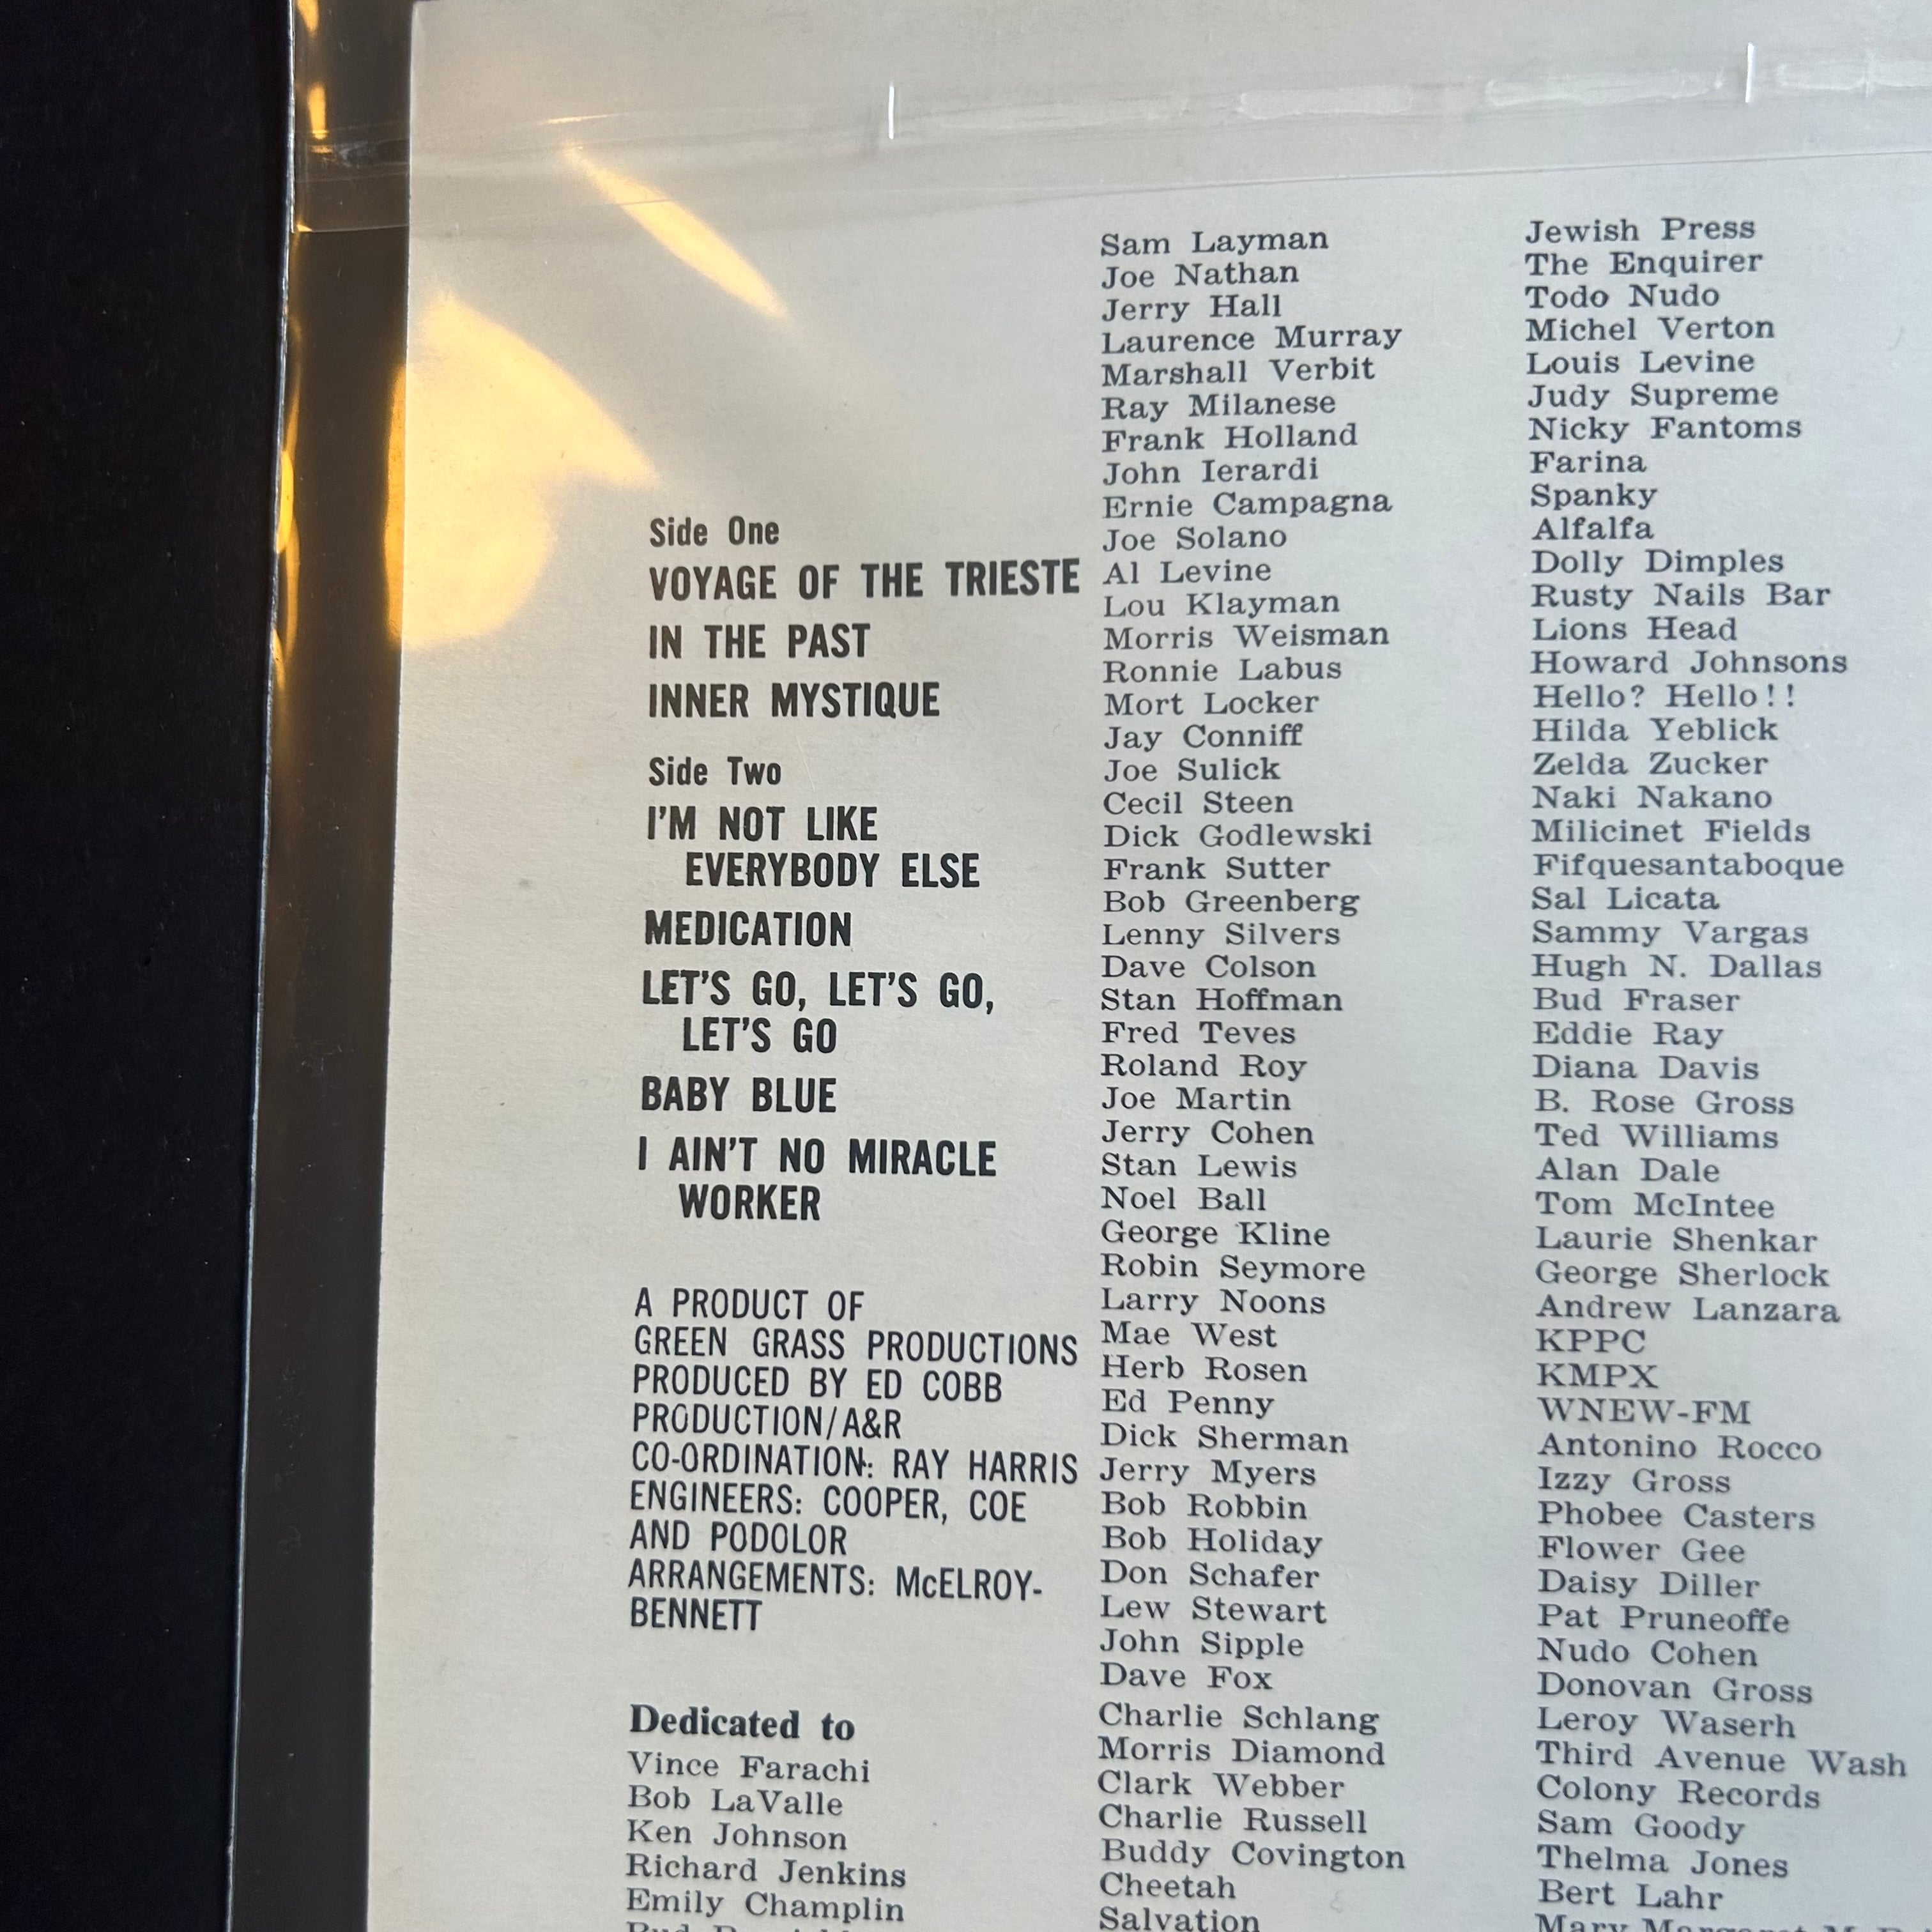 Side One
VOYAGE OF THE TRIESTE
IN THE PAST
INNER MYSTIQUE
Side Two
I'M NOT LIKE
EVERYBODY ELSE
MEDICATION
LET'S GO, LET'S GO,
LET'S GO
BABY BLUE
I AIN'T NO MIRACLE
WORKER
A PRODUCT OF
GREEN GRASS PRODUCTIONS
PRODUCED BY ED COBB
PRODUCTION/A&R
CO-ORDINATION: RAY HARRIS
ENGINEERS: COOPER, COE
AND PODOLOR
ARRANGEMENTS: McELROY-
BENNETT
Dedicated to
Vince Farachi
Bob LaValle
Ken Johnson
Richard Jenkins
Emily Champlin
Sam Layman
Joe Nathan
Jerry Hall
Laurence Murray
Marshall Verbit
Ray Milanese
Frank Holland
John Ierardi
Ernie Campagna
Joe Solano
Al Levine
Lou Klayman
Morris Weisman
Ronnie Labus
Mort Locker
Jay Conniff
Joe Sulick
Cecil Steen
Dick Godlewski
Frank Sutter
Bob Greenberg
Lenny Silvers
Dave Colson
Stan Hoffman
Fred Teves
Roland Roy
Joe Martin
Jerry Cohen
Stan Lewis
Noel Ball
George Kline
Robin Seymore
Larry Noons
Mae West
Herb Rosen
Ed Penny
Dick Sherman
Jerry Myers
Bob Robbin
Bob Holiday
Don Schafer
Lew Stewart
John Sipple
Dave Fox
Charlie Schlang
Morris Diamond
Clark Webber
Charlie Russell
Buddy Covington
Cheetah
Salvation
Jewish Press
The Enquirer
Todo Nudo
Michel Verton
Louis Levine
Judy Supreme
Nicky Fantoms
Farina
Spanky
Alfalfa
Dolly Dimples
Rusty Nails Bar
Lions Head
Howard Johnsons
Hello? Hello!!
Hilda Yeblick
Zelda Zucker
Naki Nakano
Milicinet Fields
Fifquesantaboque
Sal Licata
Sammy Vargas
Hugh N. Dallas
Bud Fraser
Eddie Ray
Diana Davis
B. Rose Gross
Ted Williams
Alan Dale
Tom McIntee
Laurie Shenkar
George Sherlock
Andrew Lanzara
KPPC
KMPX
WNEW-FM
Antonino Rocco
Izzy Gross
Phobee Casters
Flower Gee
Daisy Diller
Pat Pruneoffe
Nudo Cohen
Donovan Gross
Leroy Waserh
Third Avenue Wash
Colony Records
Sam Goody
Thelma Jones
Bert Lahr
Mary Margaret